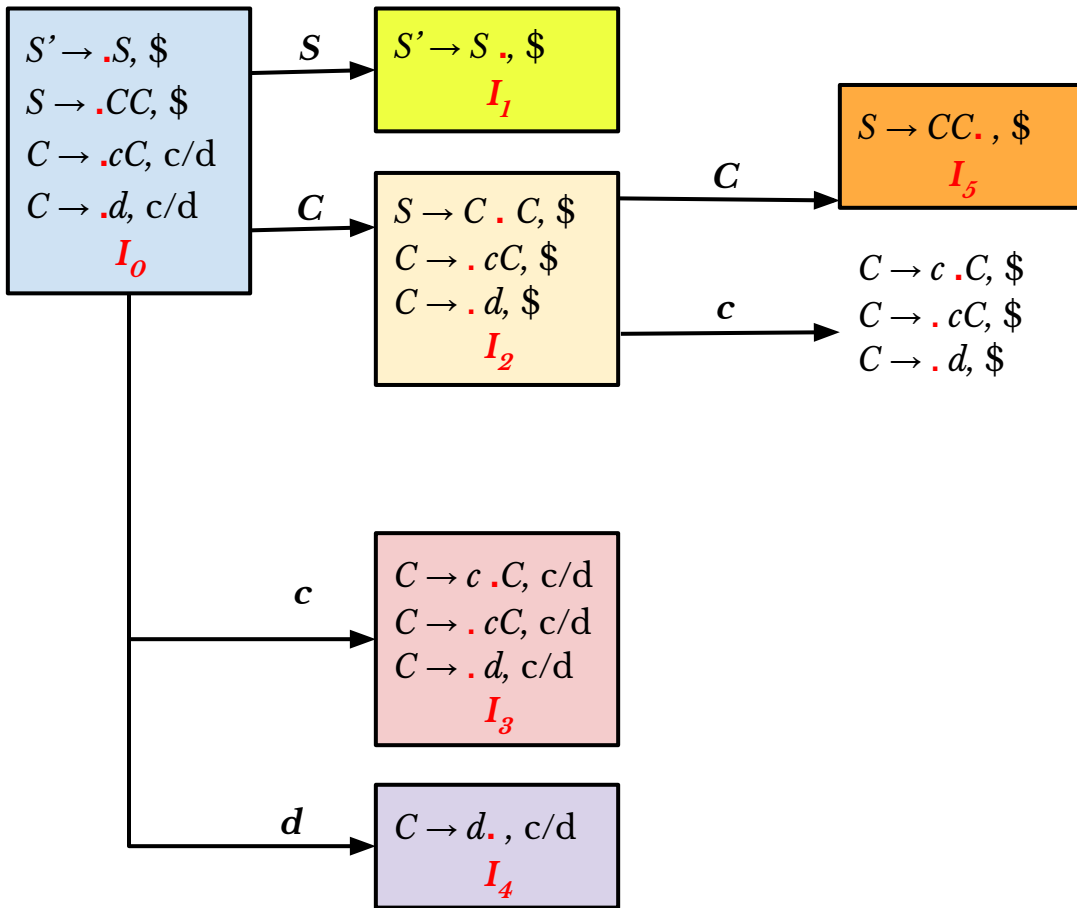 S’ → .S, $
S → .CC, $
C → .cC, c/d
C → .d, c/d
I0
S
S’ → S ., $
I1
C
S → C . C, $
C → . cC, $
C → . d, $
I2
C
S → CC. , $
I5
c
C → c .C, $
C → . cC, $
C → . d, $
c
C → c .C, c/d
C → . cC, c/d
C → . d, c/d
I3
d
C → d. , c/d
I4